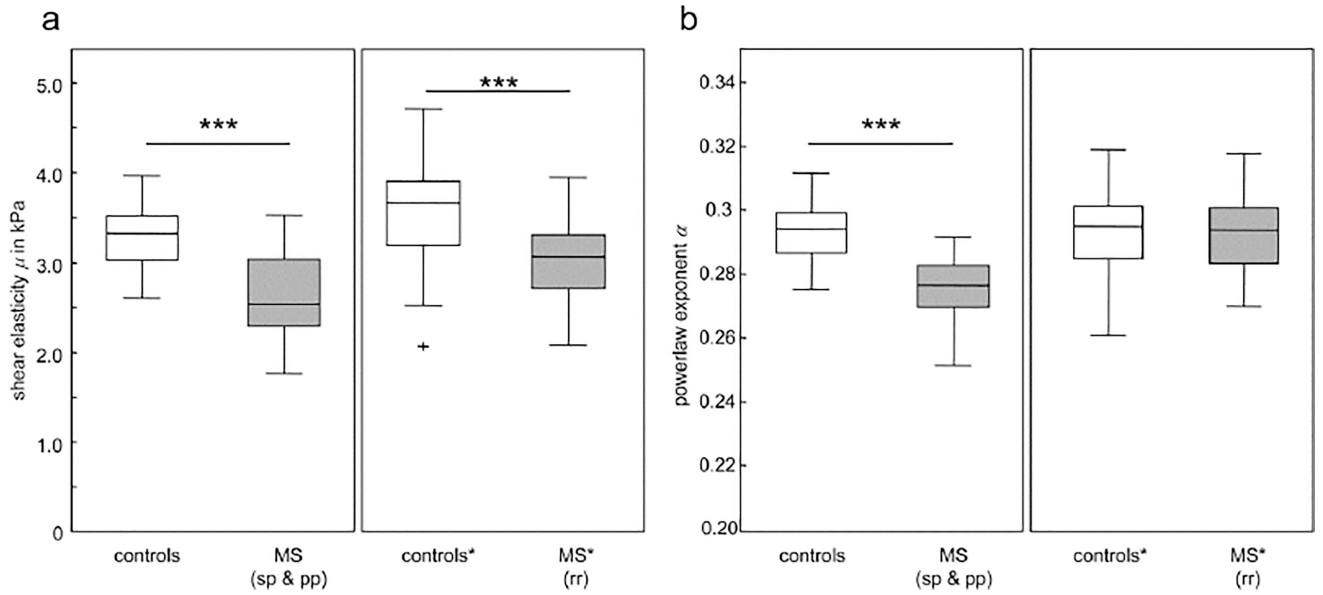 a
shear elasticity μ in kPa
5.0
4.0
3.0
2.0
1.0
0
***
***
controls
MS
(sp & pp)
controls*
MS*
(rr)
b
powerlaw exponent α
0.34
0.32
0.3
0.28
0.26
0.24
0.22
0.20
***
controls
MS
(sp & pp)
controls*
MS*
(rr)